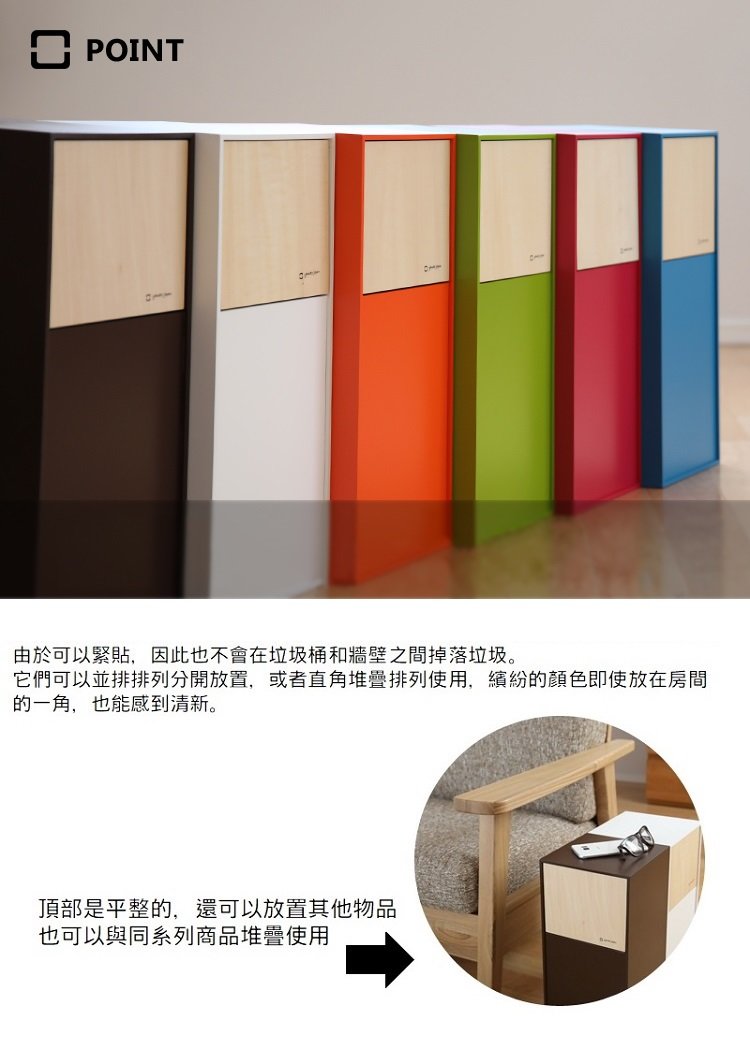 POINT
由於可以緊貼，因此也不會在垃圾桶和牆壁之間掉落垃圾。
它們可以並排排列分開放置，或者直角堆疊排列使用，繽紛的顏色即使放在房間
的一角，也能感到清新。
頂部是平整的，還可以放置其他物品
也可以與同系列商品堆疊使用